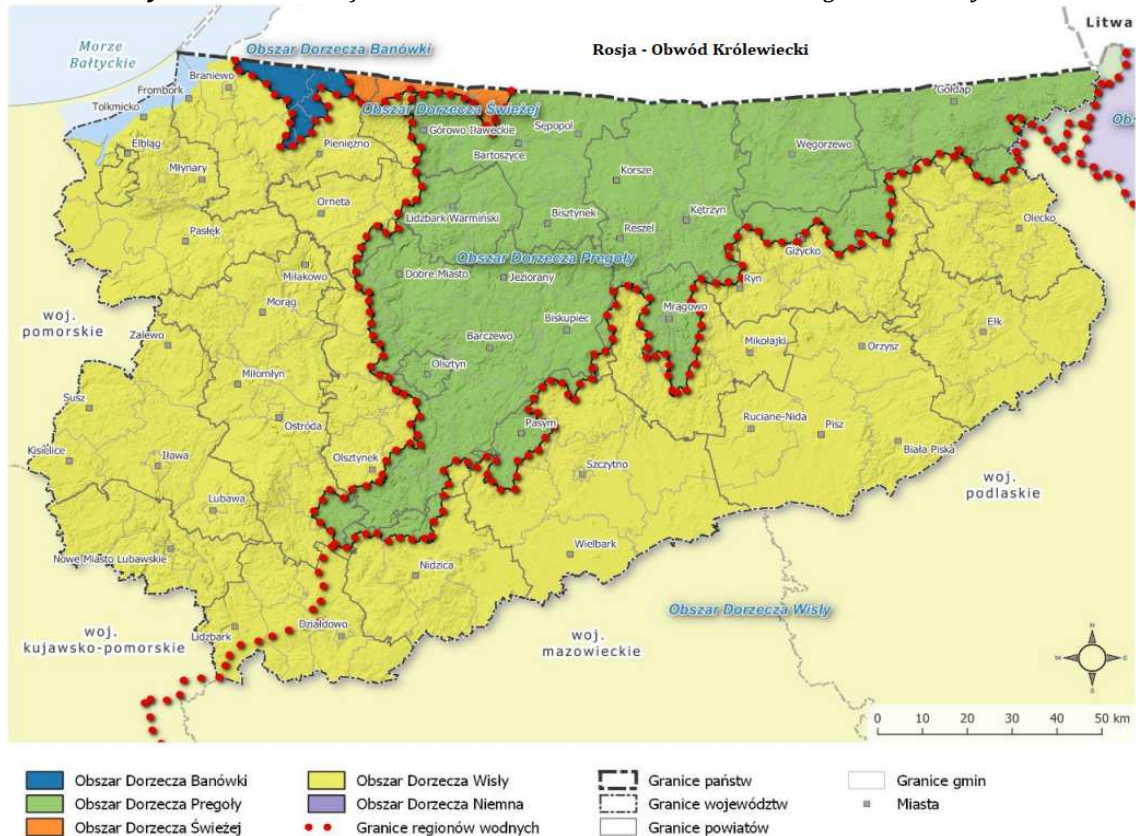 Morze
Bałtyckie
Obszar Dorzecza Banówki
Rosja - Obwód Królewiecki
Litwa
Braniewo
Frombork
Tolkmicko
Obszar Dorzecza Świeżej
Gołdap
Górowo Iławeckie
Sępopol
Elbląg
Pieniężno
Bartoszyce
Węgorzewo
Młynary
Korsze
Orneta
Lidzbark Warmiński
Bisztynek
Kętrzyn
Olecko
Pasłęk
Reszel
Giżycko
Obszar Dorzecza Pregoły
Miłakowo
Dobre Miasto
Jeziorany
Ryn
Morąg
woj.
pomorskie
Zalewo
Biskupiec
Mrągowo
Ełk
Barczewo
Mikołajki
Orzysz
Olsztyn
Miłomłyn
Susz
Ostróda
Pasym
Ruciane-Nida
Pisz
Biała Piska
Kisielice
Iława
Olsztynek
Szczytno
woj.
podlaskie
Lubawa
Nowe Miasto Lubawskie
Wielbark
Nidzica
Obszar Dorzecza Wisły
woj.
kujawsko-pomorskie
Lidzbark
Działdowo
woj.
mazowieckie
N
W E
S
0 10 20 30 40 50 km
Obszar Dorzecza Banówki
Obszar Dorzecza Wisły
Granice państw
Granice gmin
Obszar Dorzecza Pregoły
Obszar Dorzecza Niemna
Granice województw
Miasta
Obszar Dorzecza Świeżej
Granice regionów wodnych
Granice powiatów